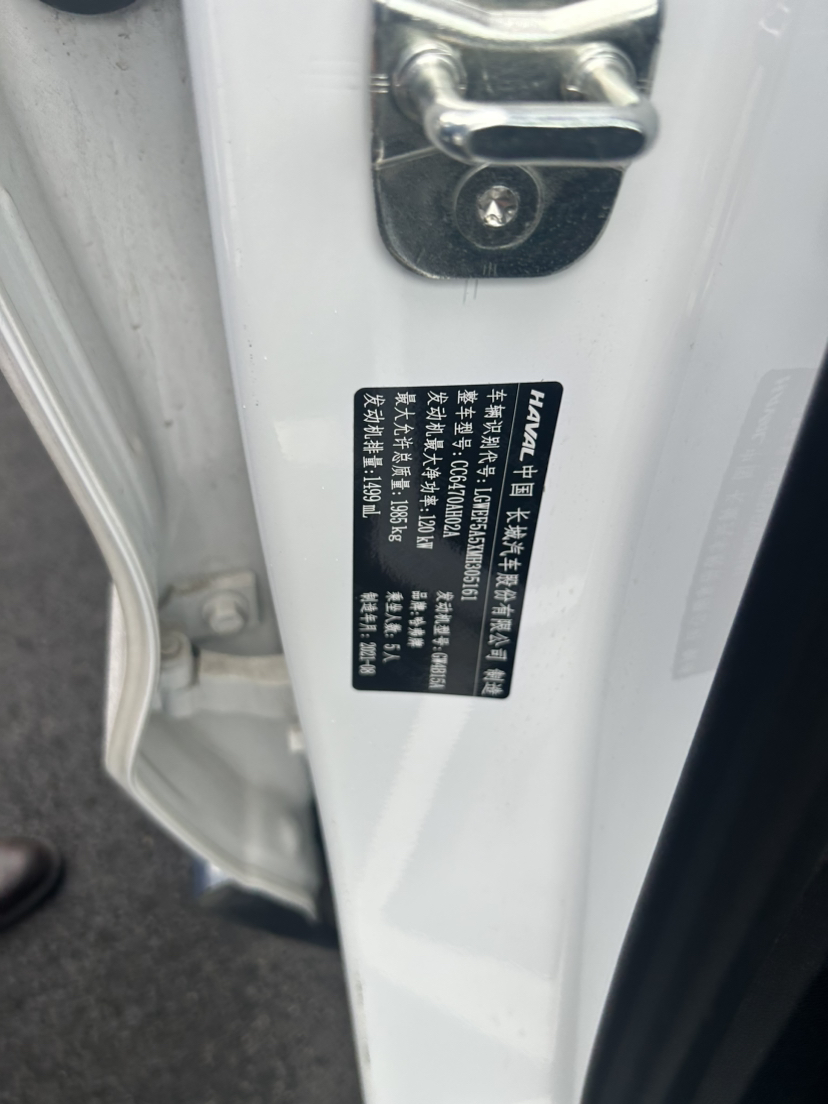 HAVAL 中国 长城汽车股份有限公司 制造
车辆识别代号:LGWEF5A5XMH305161
整车型号:CC6470AH02A 发动机型号:GW4B15A
发动机最大净功率:120 kW 品牌:哈弗牌
最大允许总质量:1985kg 乘坐人数:5人
发动机排量:1499 mL 制造年月:2021-08